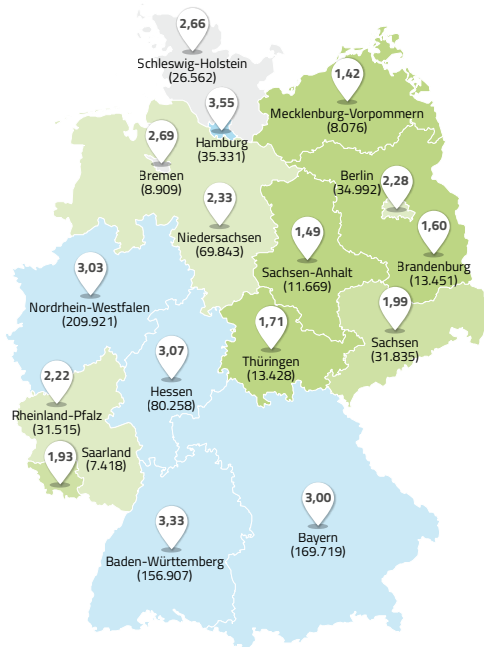 2,66
Schleswig-Holstein
(26.562)
1,42
Mecklenburg-Vorpommern
(8.076)
3,55
Hamburg
(35.331)
2,69
Bremen
(8.909)
Berlin
(34.992)
2,28
2,33
Niedersachsen
(69.843)
1,49
Sachsen-Anhalt
(11.669)
1,60
Brandenburg
(13.451)
3,03
Nordrhein-Westfalen
(209.921)
1,99
Sachsen
(31.835)
1,71
Thüringen
(13.428)
3,07
Hessen
(80.258)
2,22
Rheinland-Pfalz
(31.515)
Saarland
(7.418)
1,93
3,00
Bayern
(169.719)
3,33
Baden-Württemberg
(156.907)